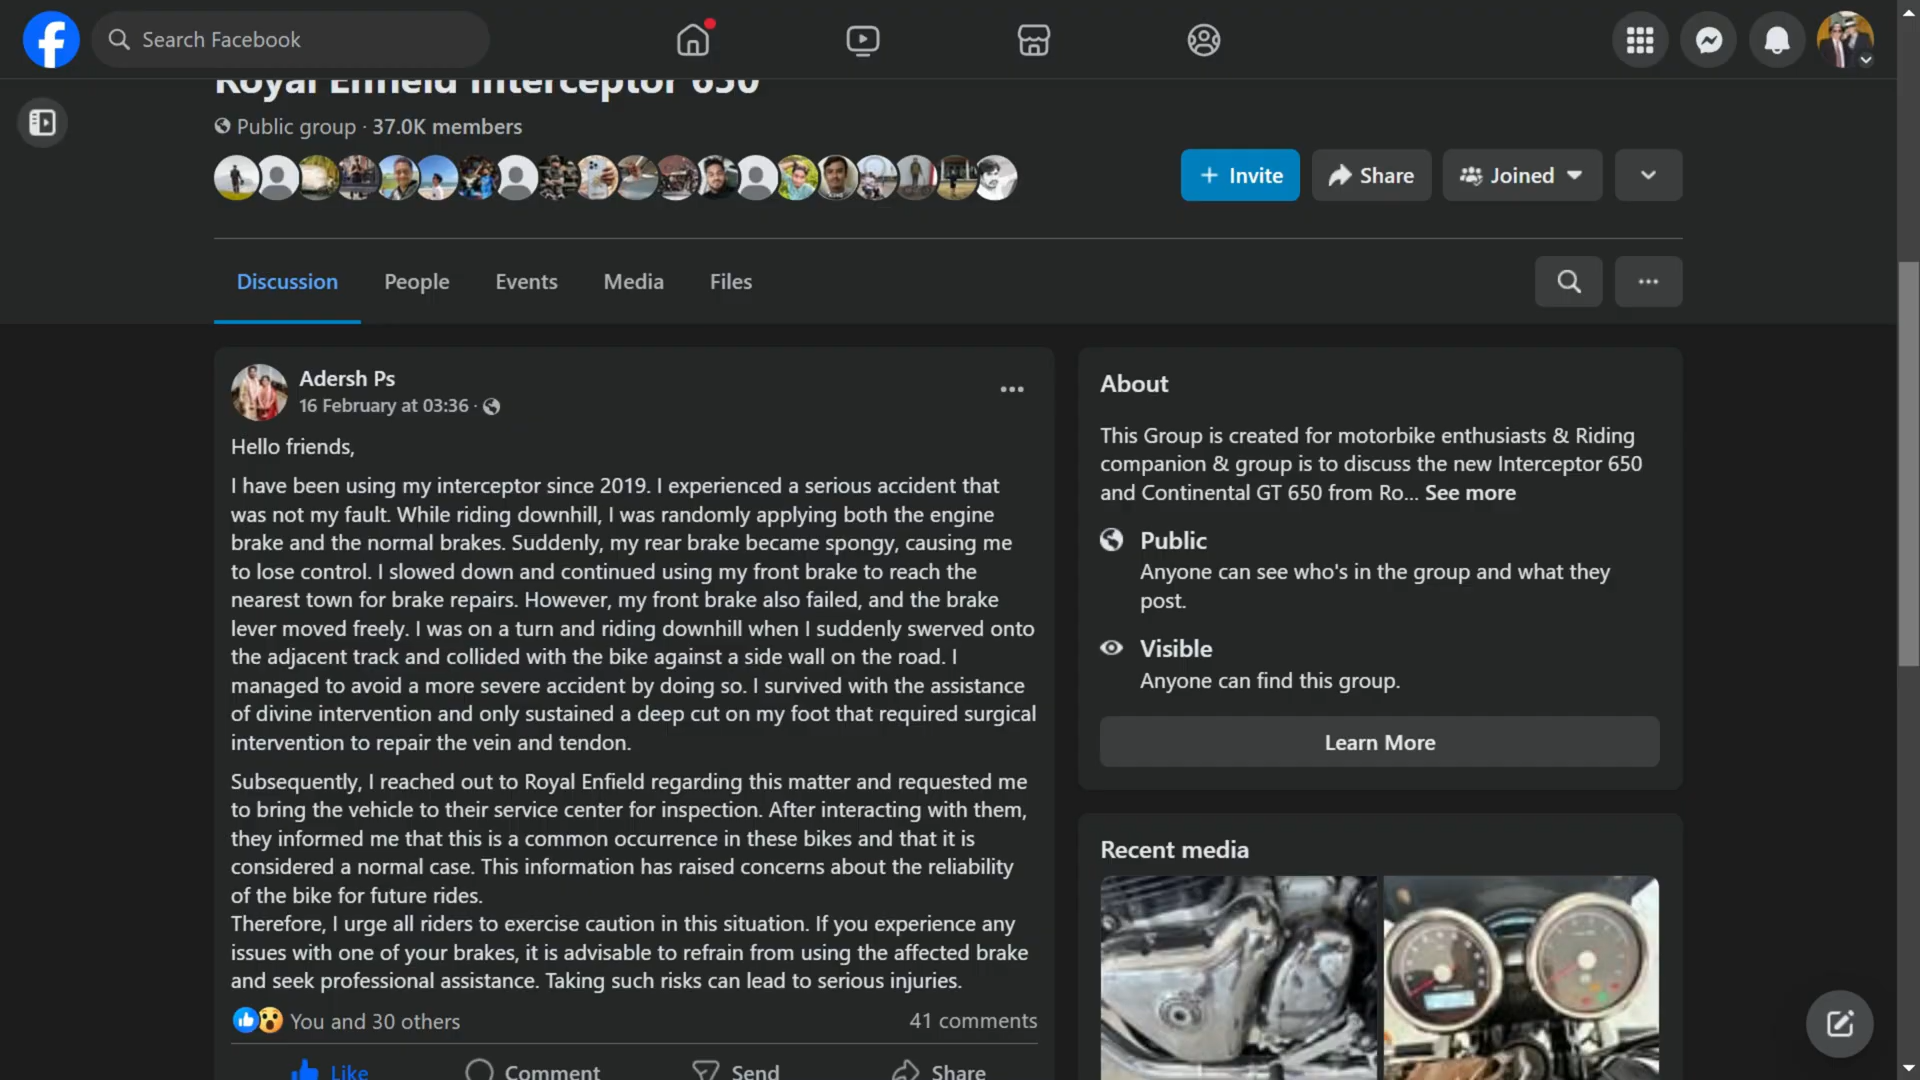 Search Facebook
Royal Enfield Interceptor 650
Public group · 37.0K members
+ Invite
Share
Joined
Discussion
People
Events
Media
Files
Adersh Ps
16 February at 03:36 ·
Hello friends,
I have been using my interceptor since 2019. I experienced a serious accident that
was not my fault. While riding downhill, I was randomly applying both the engine
brake and the normal brakes. Suddenly, my rear brake became spongy, causing me
to lose control. I slowed down and continued using my front brake to reach the
nearest town for brake repairs. However, my front brake also failed, and the brake
lever moved freely. I was on a turn and riding downhill when I suddenly swerved onto
the adjacent track and collided with the bike against a side wall on the road. I
managed to avoid a more severe accident by doing so. I survived with the assistance
of divine intervention and only sustained a deep cut on my foot that required surgical
intervention to repair the vein and tendon.
Subsequently, I reached out to Royal Enfield regarding this matter and requested me
to bring the vehicle to their service center for inspection. After interacting with them,
they informed me that this is a common occurrence in these bikes and that it is
considered a normal case. This information has raised concerns about the reliability
of the bike for future rides.
Therefore, I urge all riders to exercise caution in this situation. If you experience any
issues with one of your brakes, it is advisable to refrain from using the affected brake
and seek professional assistance. Taking such risks can lead to serious injuries.
You and 30 others
41 comments
Like
Comment
Send
Share
About
This Group is created for motorbike enthusiasts & Riding
companion & group is to discuss the new Interceptor 650
and Continental GT 650 from Ro... See more
Public
Anyone can see who's in the group and what they
post.
Visible
Anyone can find this group.
Learn More
Recent media